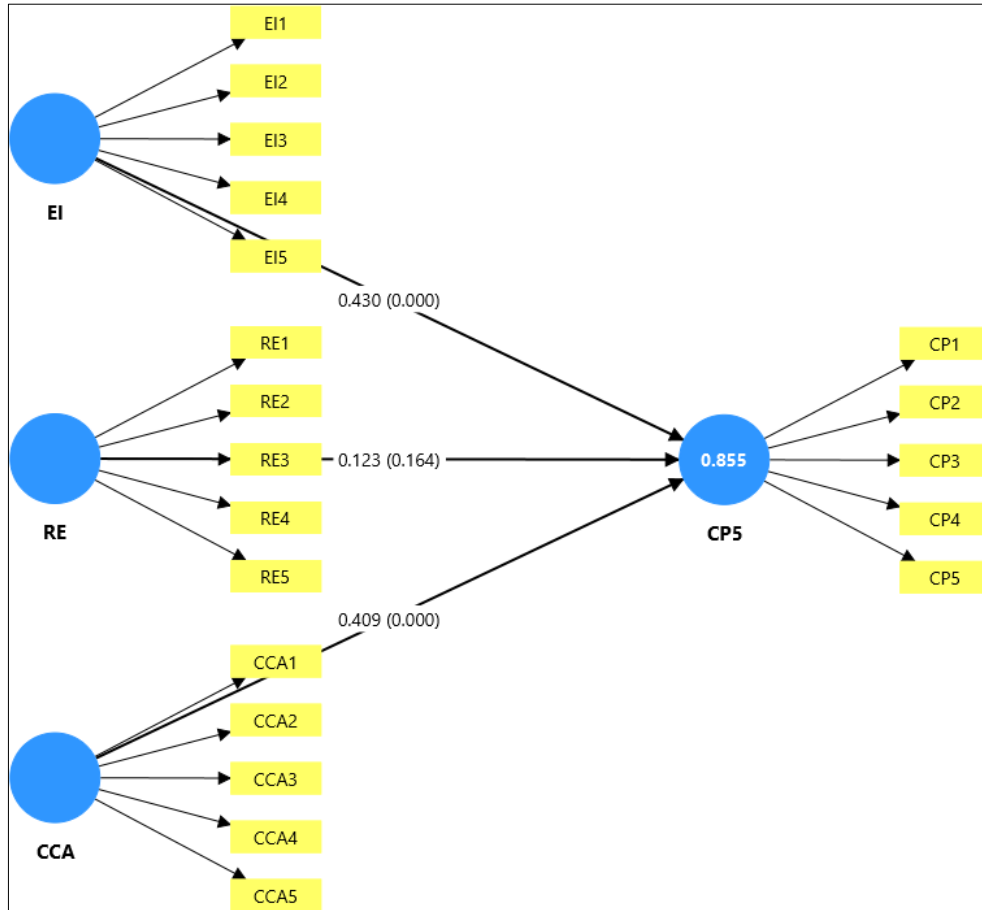 EI1
EI2
EI3
EI4
EI5
EI
0.430 (0.000)
RE1
RE2
RE3
RE4
RE5
RE
0.123 (0.164)
0.855
CP5
CP1
CP2
CP3
CP4
CP5
0.409 (0.000)
CCA1
CCA2
CCA3
CCA4
CCA5
CCA